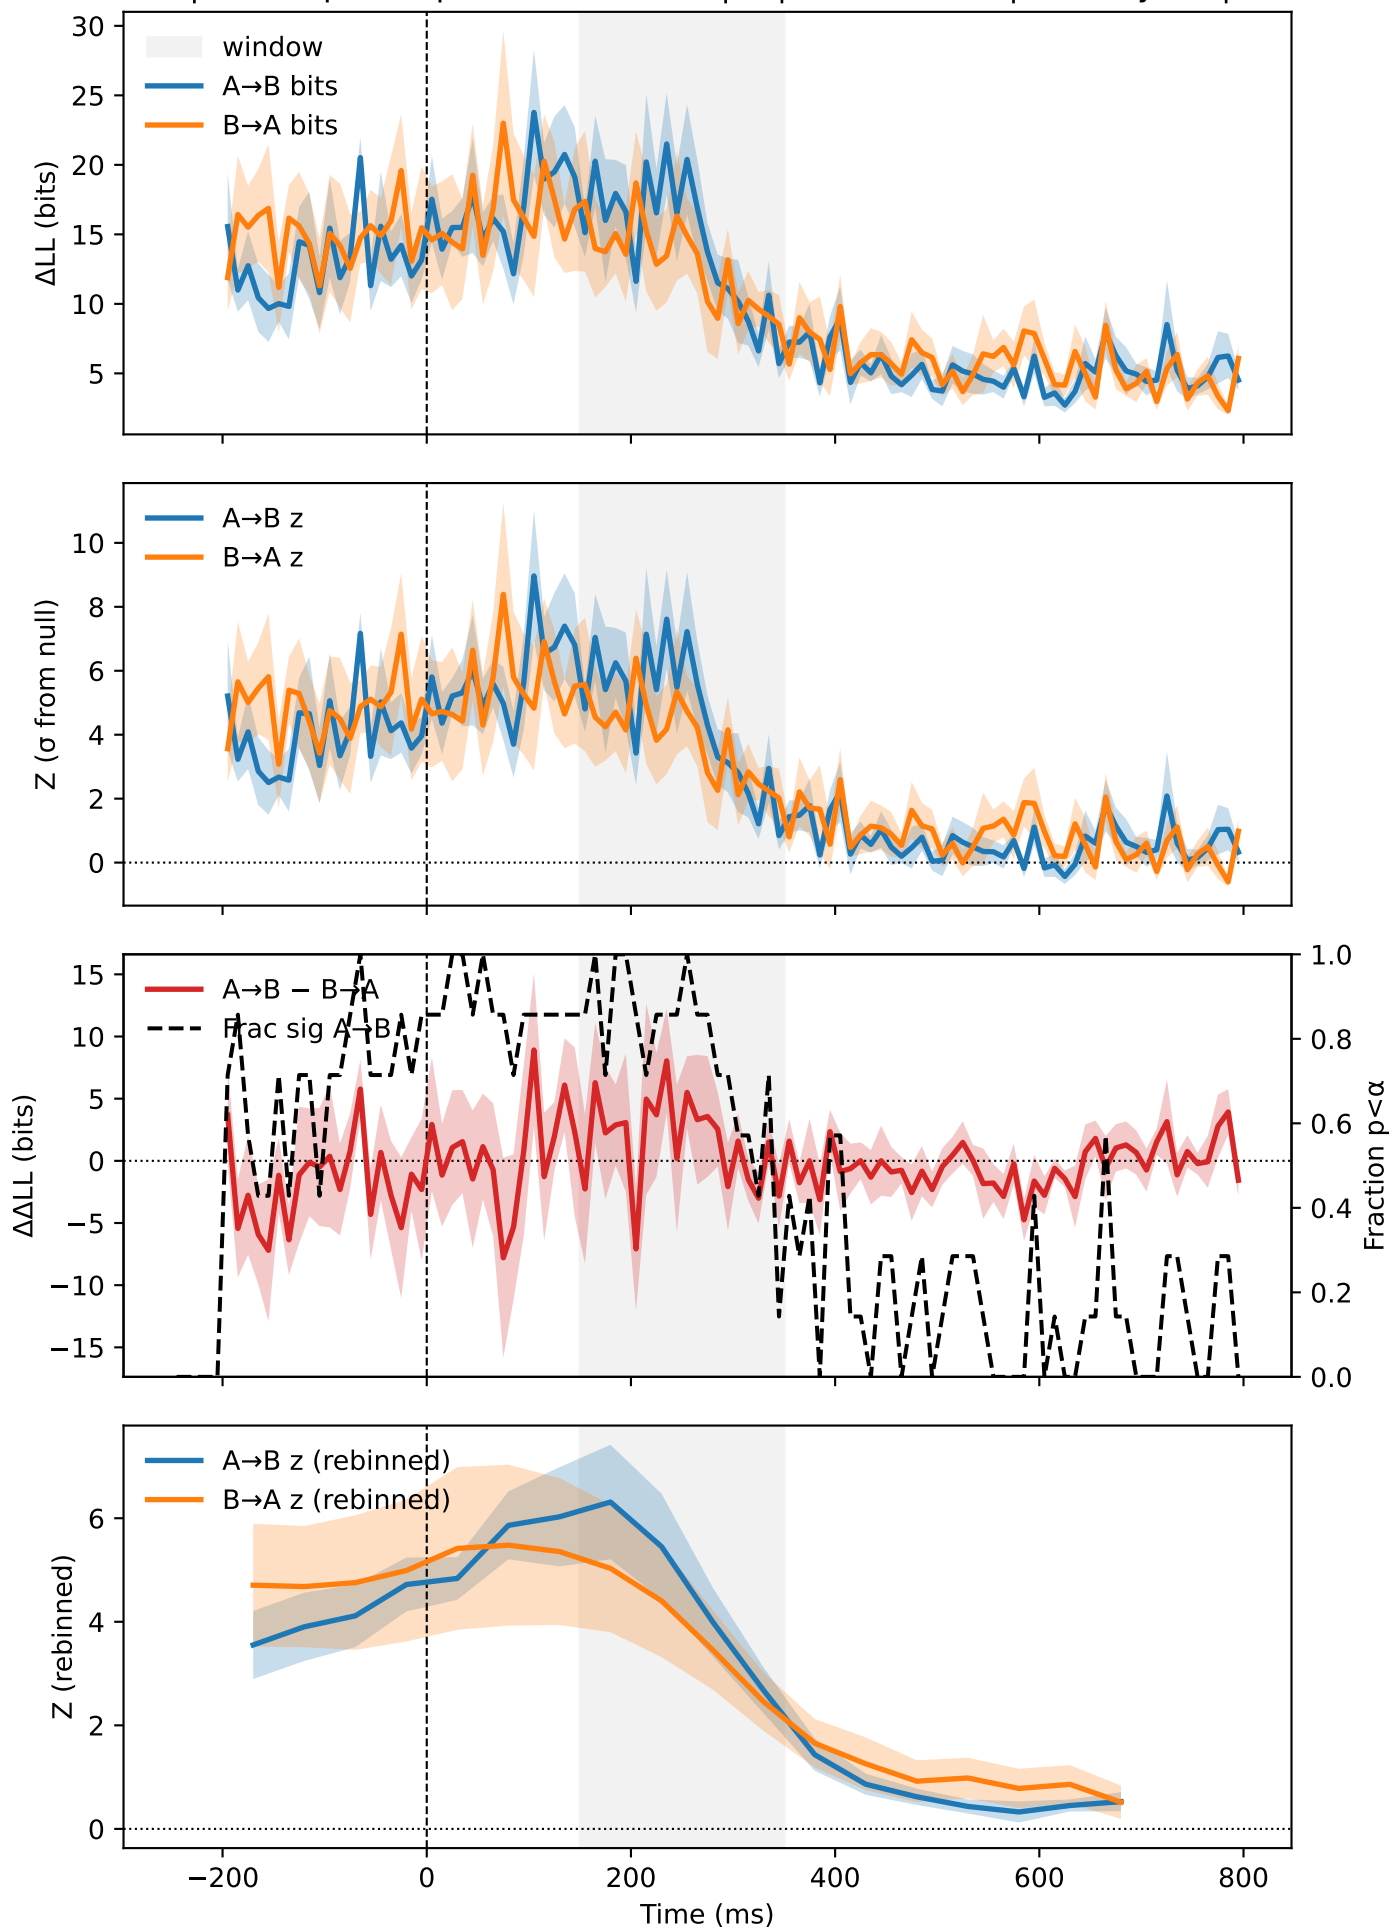 30
25
20
15
10
5
ΔLL (bits)
window
A→B bits
B→A bits
10
8
6
4
2
0
Z (σ from null)
A→B z
B→A z
15
10
5
0
−5
−10
−15
ΔΔLL (bits)
A→B − B→A
Frac sig A→B
1.0
0.8
0.6
0.4
0.2
0.0
Fraction p<α
6
4
2
0
Z (rebinned)
A→B z (rebinned)
B→A z (rebinned)
−200 0 200 400 600 800
Time (ms)